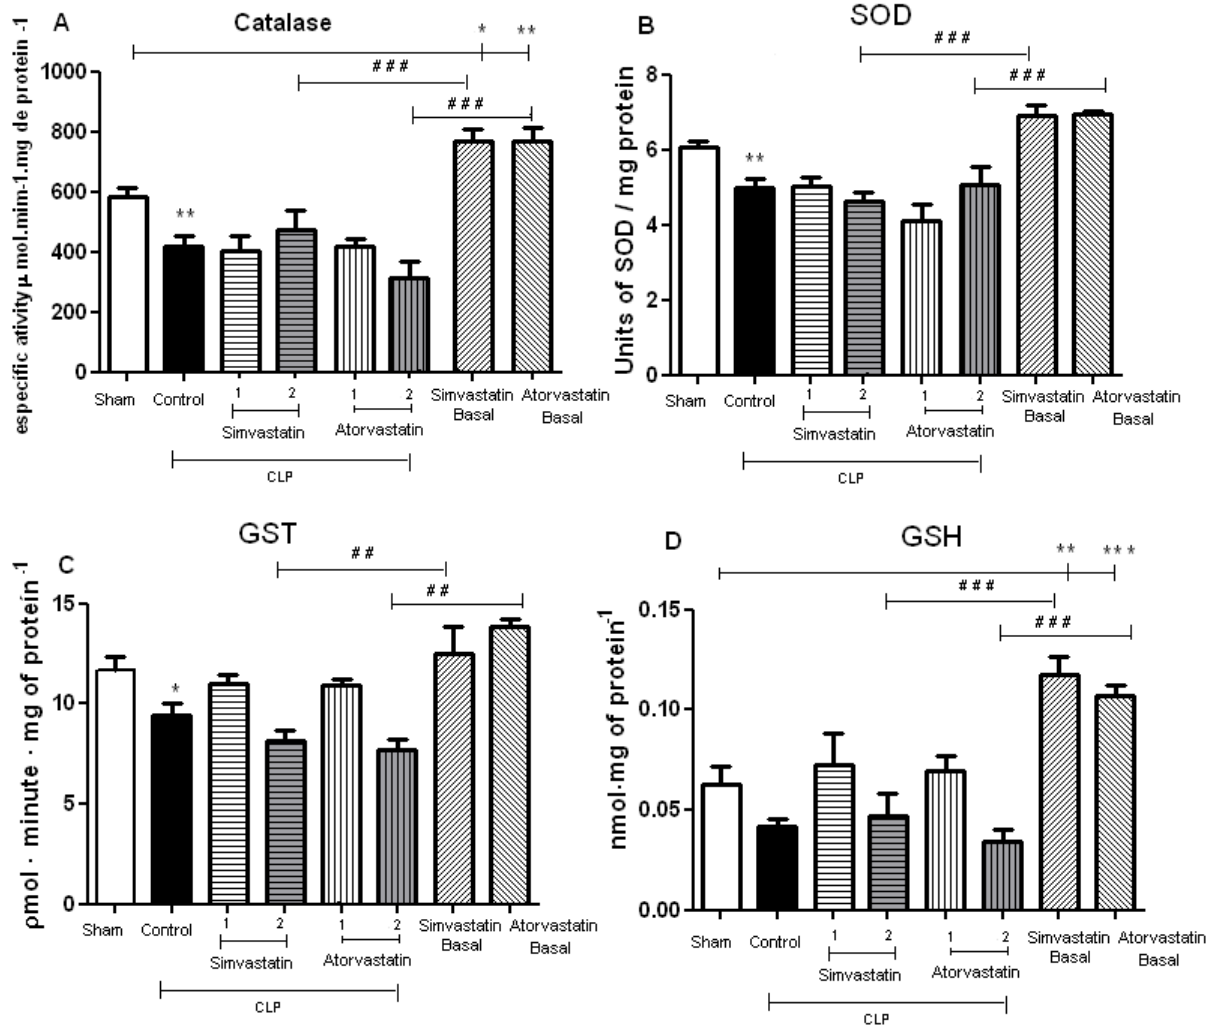 A Catalase
* **
###
###
especific ativity µ mol.mim-1.mg de protein -1
1000
800
600
400
200
0
**
Sham Control 1 2 1 2 Simvastatin Basal Atorvastatin Basal
Simvastatin Atorvastatin
CLP
B SOD
###
###
Units of SOD / mg protein
8
6
4
2
0
**
Sham Control 1 2 1 2 Simvastatin Basal Atorvastatin Basal
Simvastatin Atorvastatin
CLP
C GST
##
##
ρmol · minute · mg of protein -1
15
10
5
0
*
Sham Control 1 2 1 2 Simvastatin Basal Atorvastatin Basal
Simvastatin Atorvastatin
CLP
D GSH
** ***
###
###
nmol·mg of protein-1
0.15
0.10
0.05
0.00
Sham Control 1 2 1 2 Simvastatin Basal Atorvastatin Basal
Simvastatin Atorvastatin
CLP